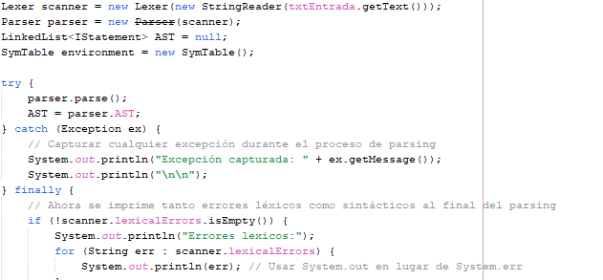 Lexer scanner = new Lexer(new StringReader(txtEntrada.getText()));
Parser parser = new Parser(scanner);
LinkedList<IStatement> AST = null;
SymTable environment = new SymTable();
try {
parser.parse();
AST = parser.AST;
} catch (Exception ex) {
// Capturar cualquier excepción durante el proceso de parsing
System.out.println("Excepción capturada: " + ex.getMessage());
System.out.println("\n\n");
} finally {
// Ahora se imprime tanto errores léxicos como sintácticos al final del parsing
if (!scanner.lexicalErrors.isEmpty()) {
System.out.println("Errores lexicos:");
for (String err : scanner.lexicalErrors) {
System.out.println(err); // Usar System.out en lugar de System.err
}